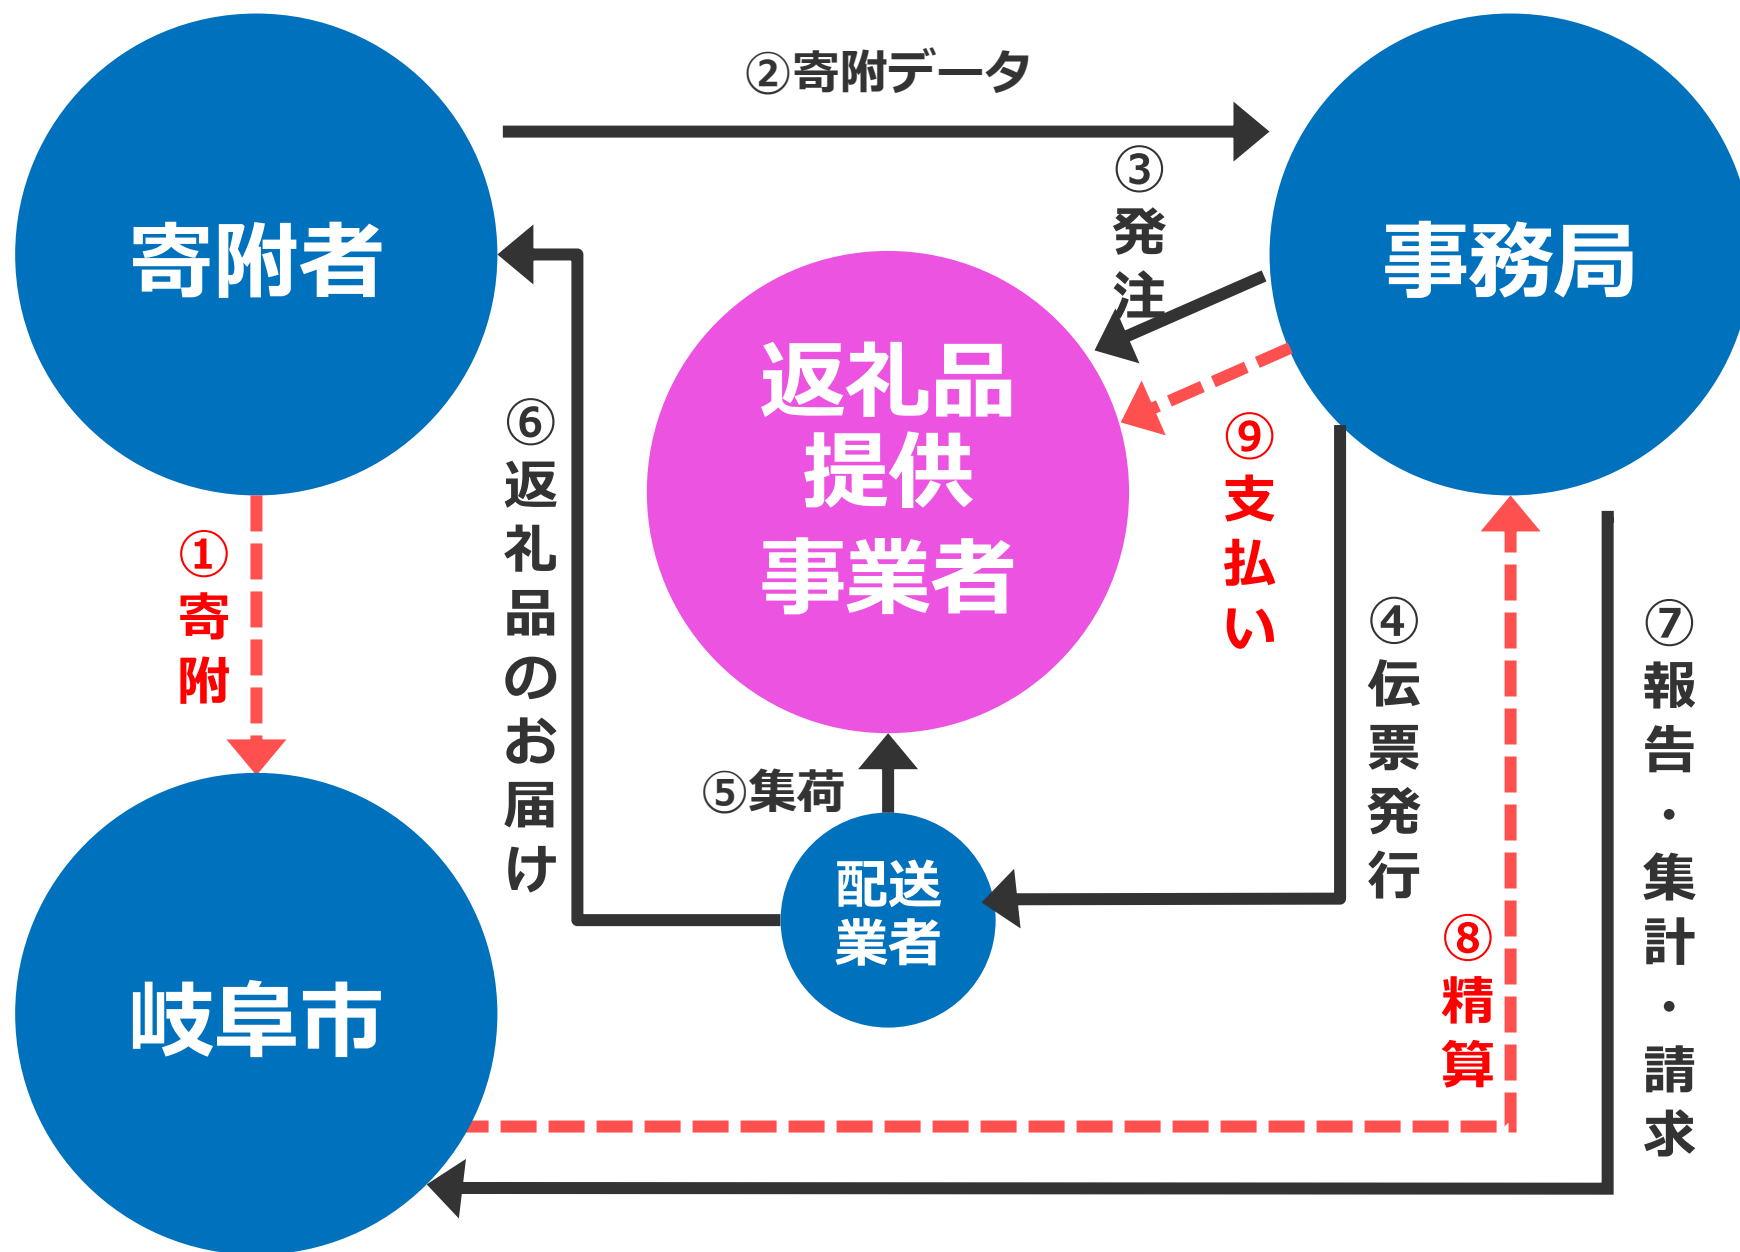 ②寄附データ
寄附者
事務局
③発注
返礼品
提供
事業者
⑨支払い
⑥返礼品のお届け
①寄附
④伝票発行
⑦報告・集計・請求
⑤集荷
配送
業者
⑧精算
岐阜市